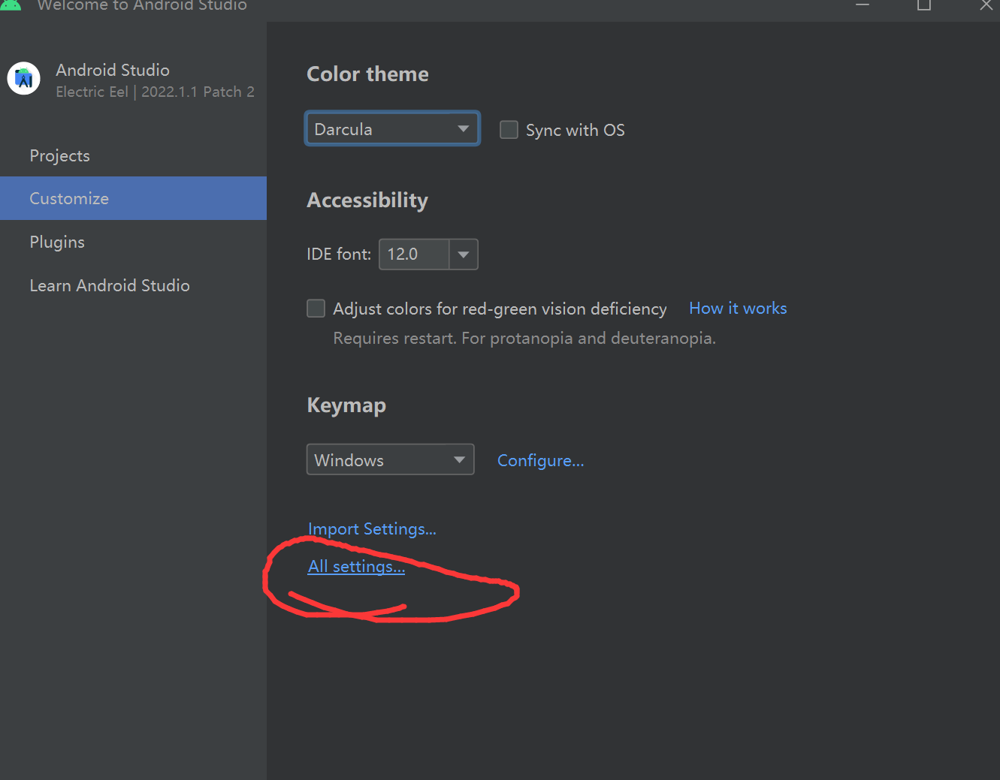 Welcome to Android Studio
Android Studio
Electric Eel | 2022.1.1 Patch 2
Projects
Customize
Plugins
Learn Android Studio
Color theme
Darcula
Sync with OS
Accessibility
IDE font: 12.0
Adjust colors for red-green vision deficiency How it works
Requires restart. For protanopia and deuteranopia.
Keymap
Windows
Configure...
Import Settings...
All settings...